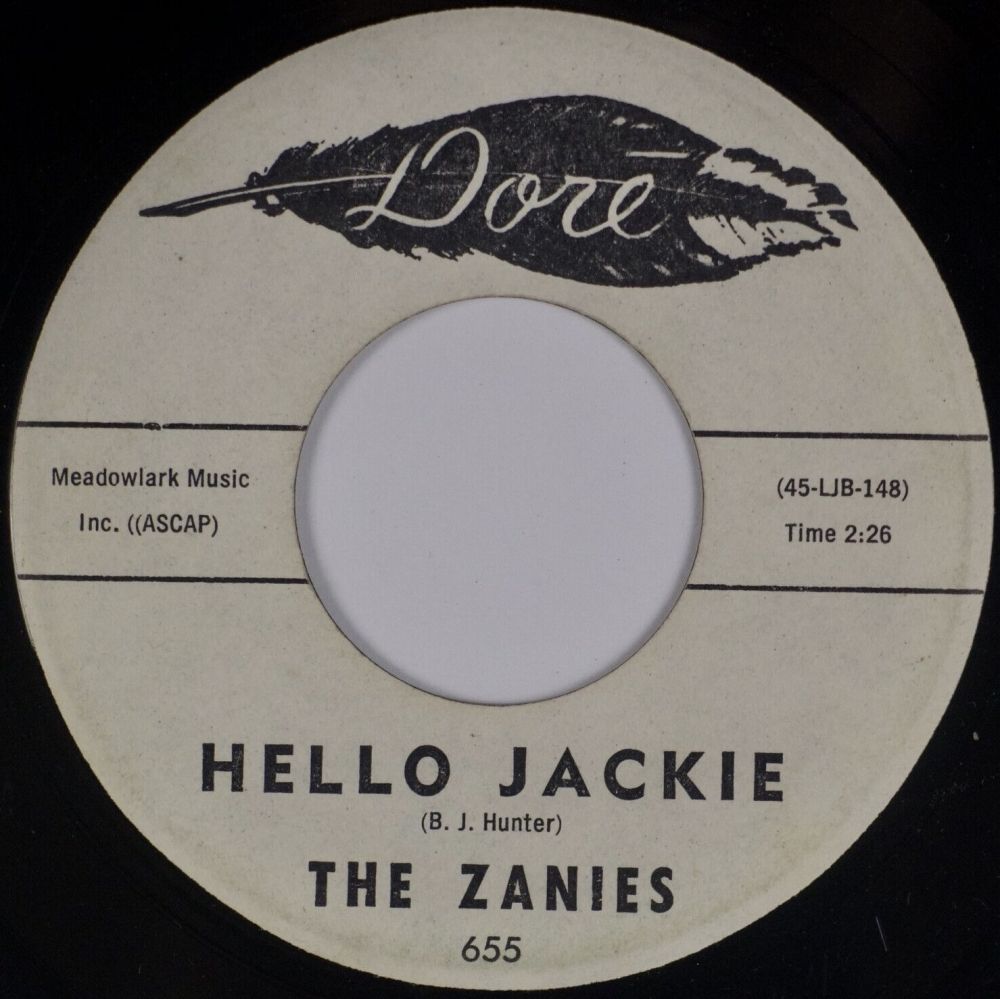 Doré
Meadowlark Music
Inc. ((ASCAP)
(45-LJB-148)
Time 2:26
HELLO JACKIE
(B. J. Hunter)
THE ZANIES
655